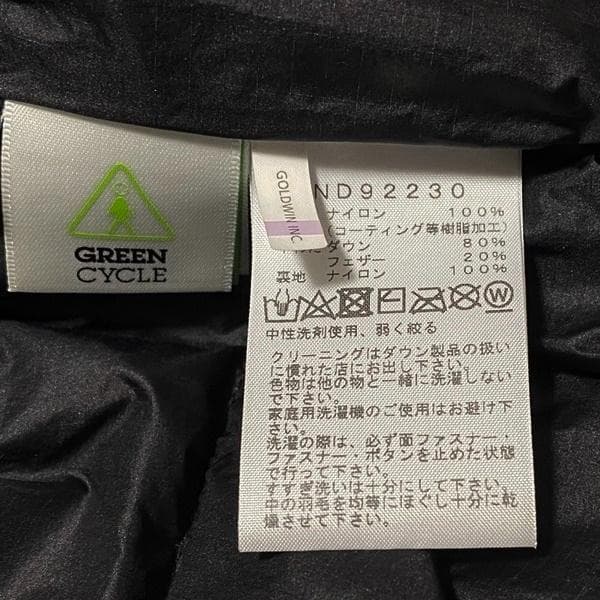 GREEN
CYCLE
GOLDWIN INC.
ND92230
ナイロン 100%
(コーティング等樹脂加工)
ダウン 80%
フェザー 20%
裏地 ナイロン 100%
中性洗剤使用、弱く絞る
クリーニングはダウン製品の扱い
に慣れた店にお出し下さい。
色物は他の物と一緒に洗濯しない
で下さい。
家庭用洗濯機のご使用はお避け下
さい。
洗濯の際は、必ず面ファスナー・
ファスナー・ボタンを止めた状態
で行って下さい。
すすぎ洗いは十分にして下さい。
中の羽毛を均等にほぐし十分に乾
燥させて下さい。